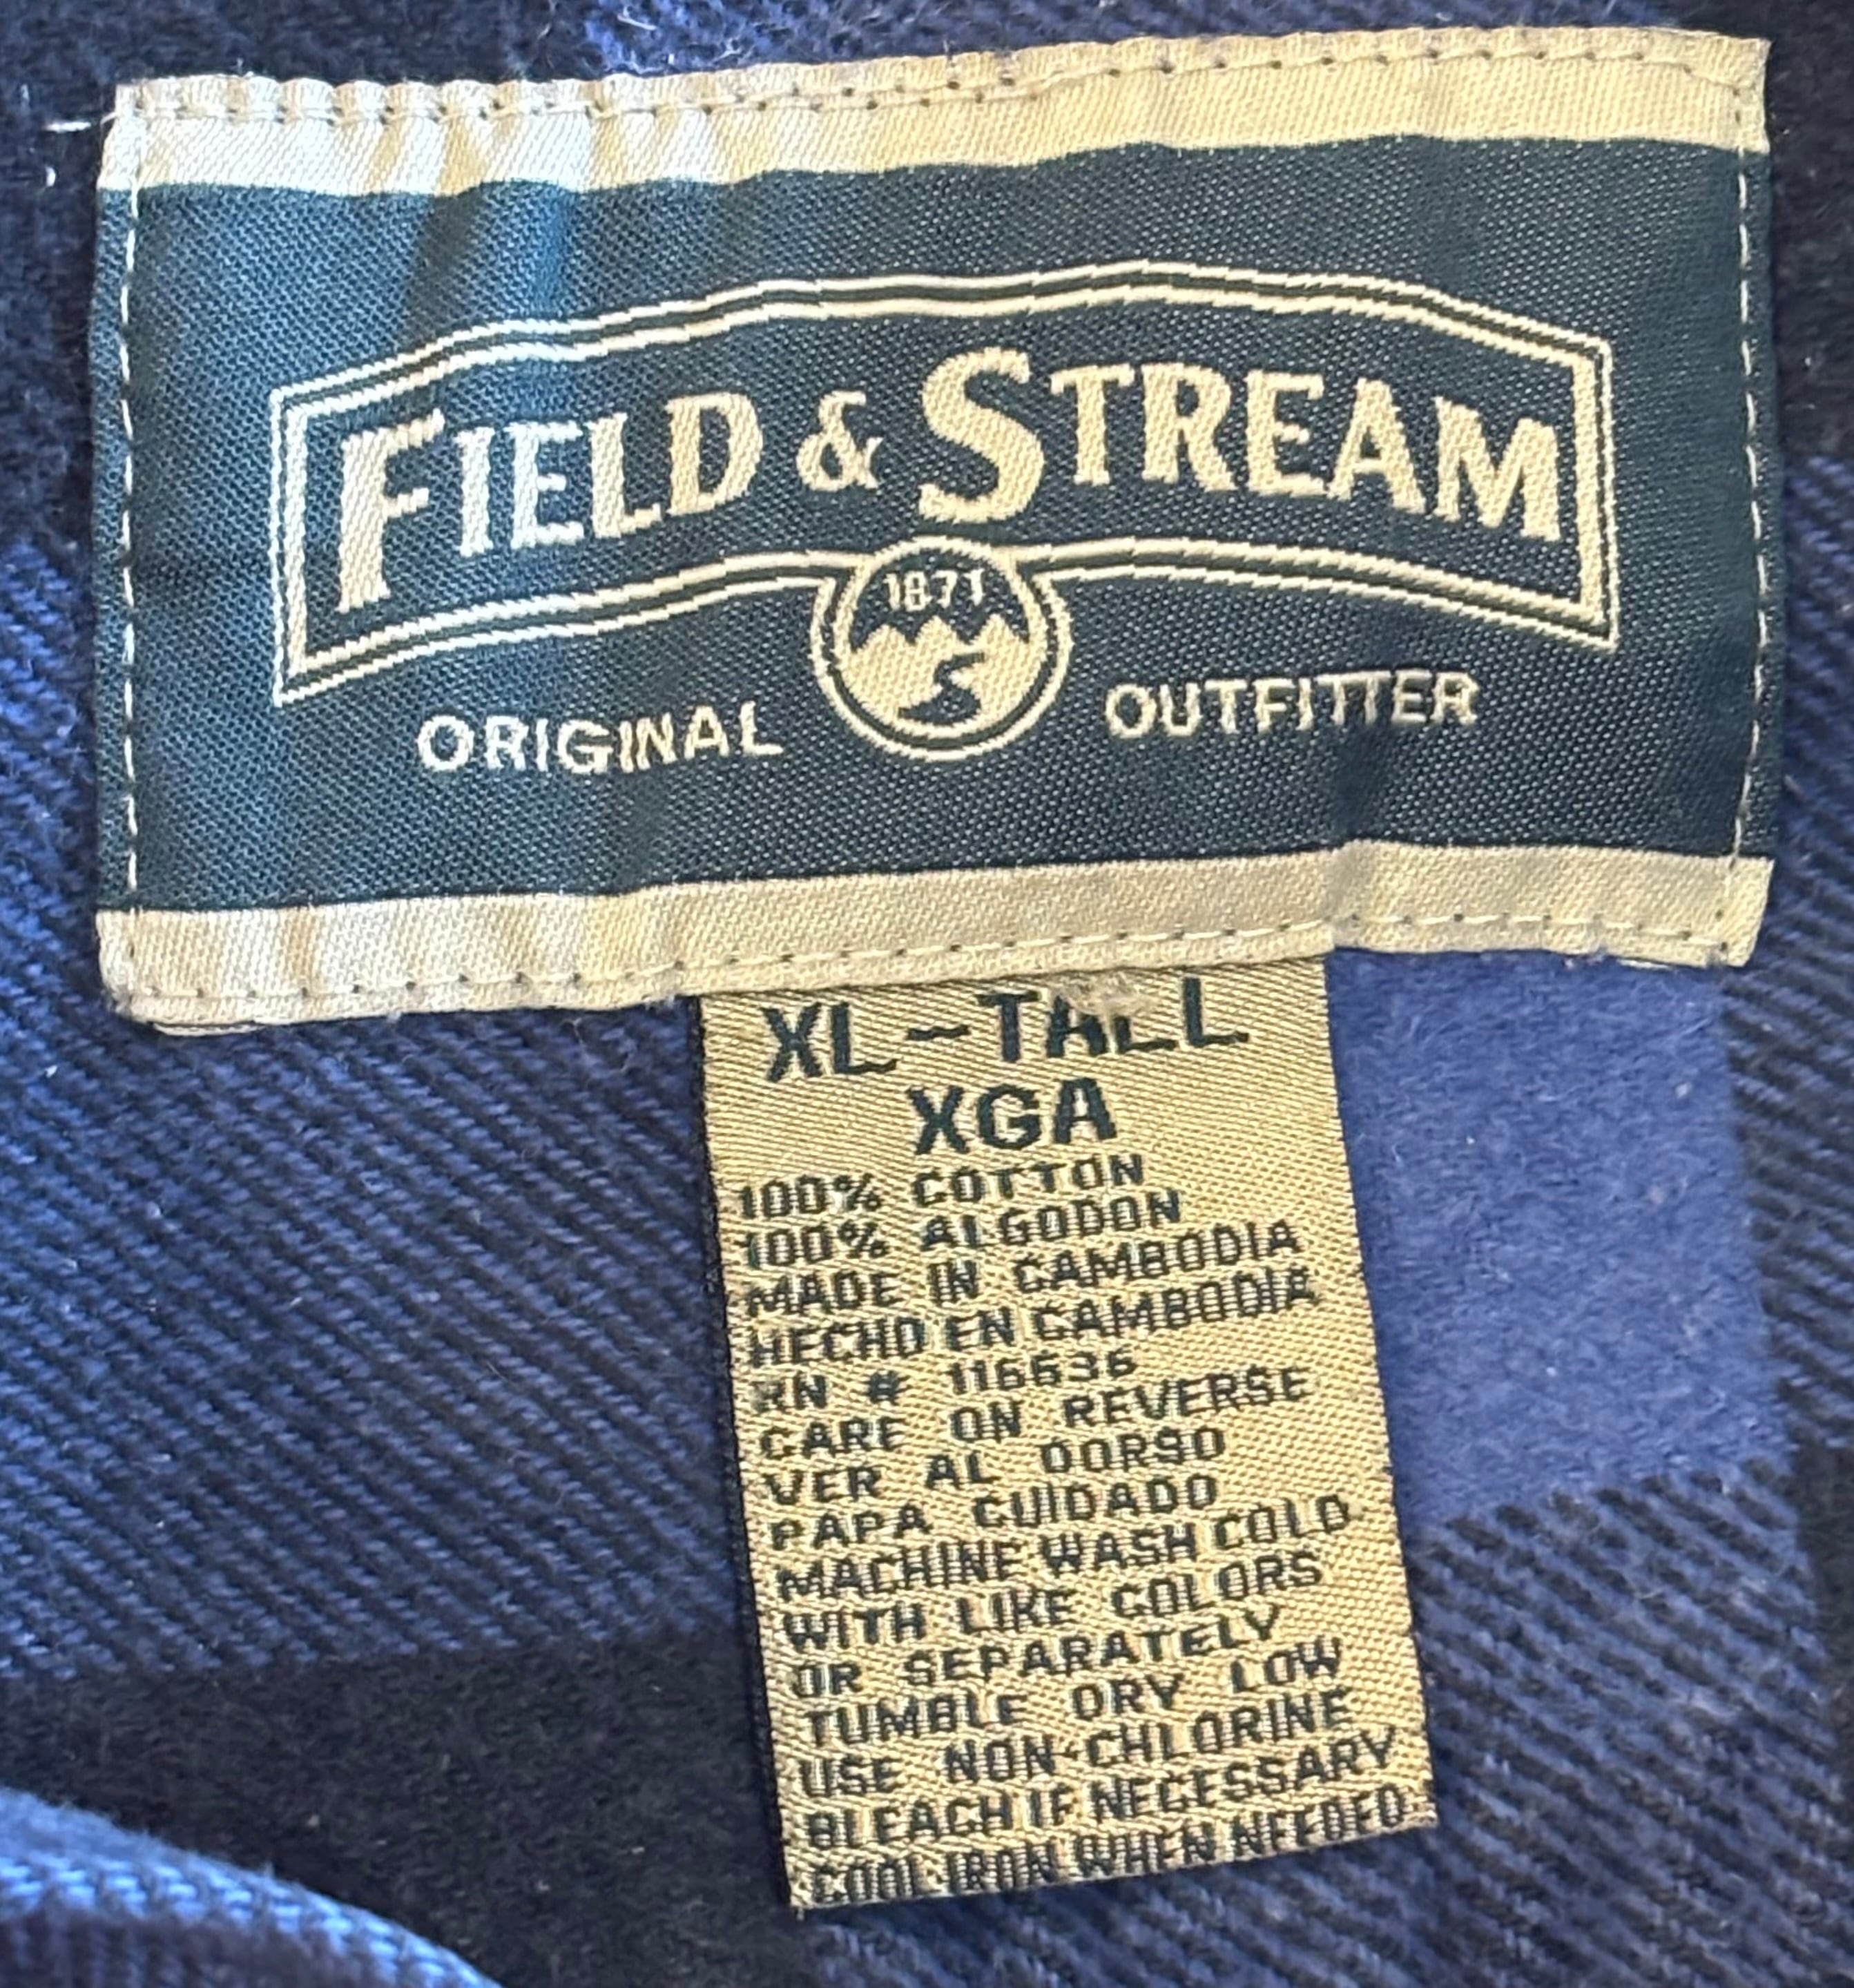 FIELD & STREAM
1871
ORIGINAL OUTFITTER
XL-TALL
XGA
100% COTTON
100% ALGODON
MADE IN CAMBODIA
HECHO EN CAMBODIA
RN # 116636
CARE ON REVERSE
VER AL DORSO
PAPA CUIDADO
MACHINE WASH COLD
WITH LIKE COLORS
OR SEPARATELY
TUMBLE DRY LOW
USE NON-CHLORINE
BLEACH IF NECESSARY
COOL IRON WHEN NEEDED